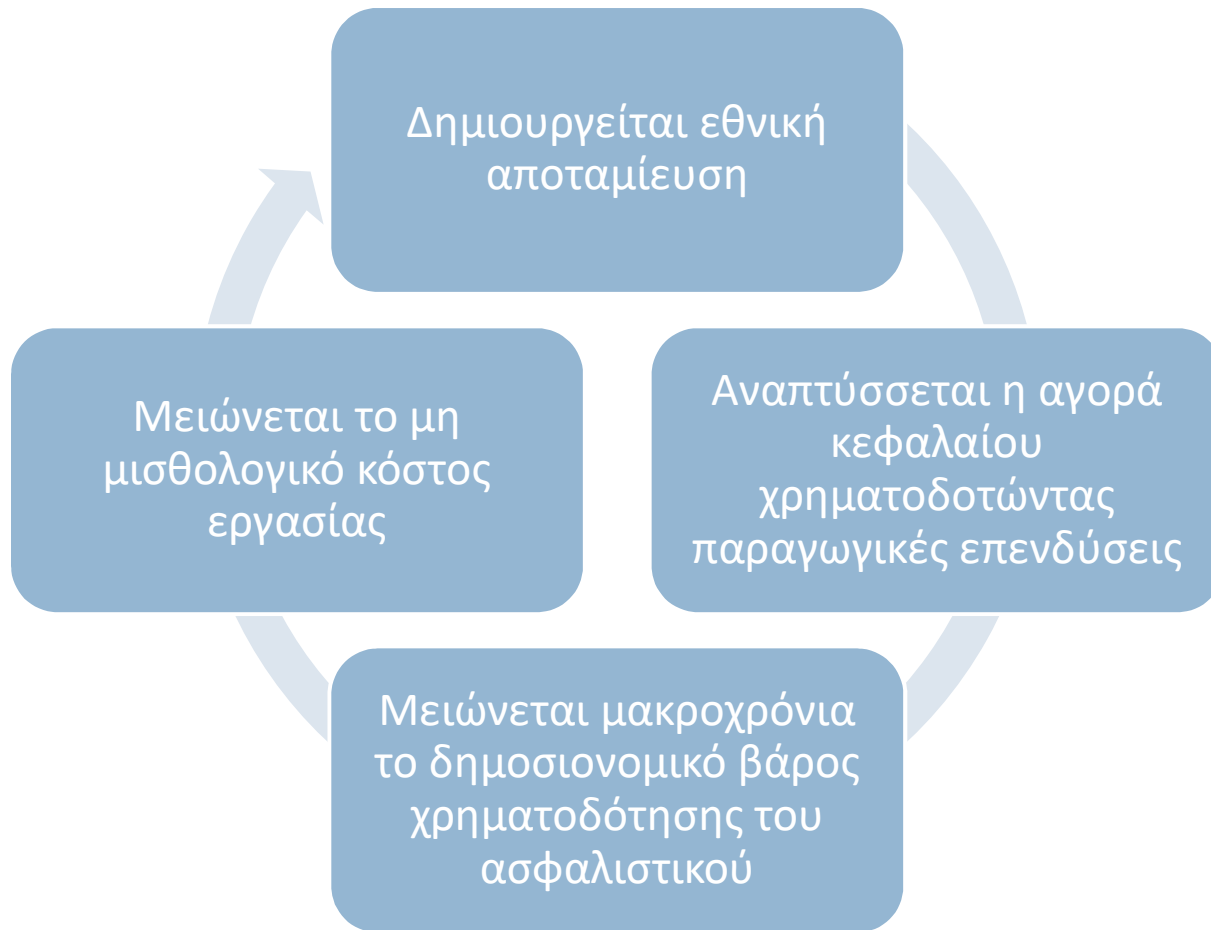 Δημιουργείται εθνική
αποταμίευση
Αναπτύσσεται η αγορά
κεφαλαίου
χρηματοδοτώντας
παραγωγικές επενδύσεις
Μειώνεται μακροχρόνια
το δημοσιονομικό βάρος
χρηματοδότησης του
ασφαλιστικού
Μειώνεται το μη
μισθολογικό κόστος
εργασίας